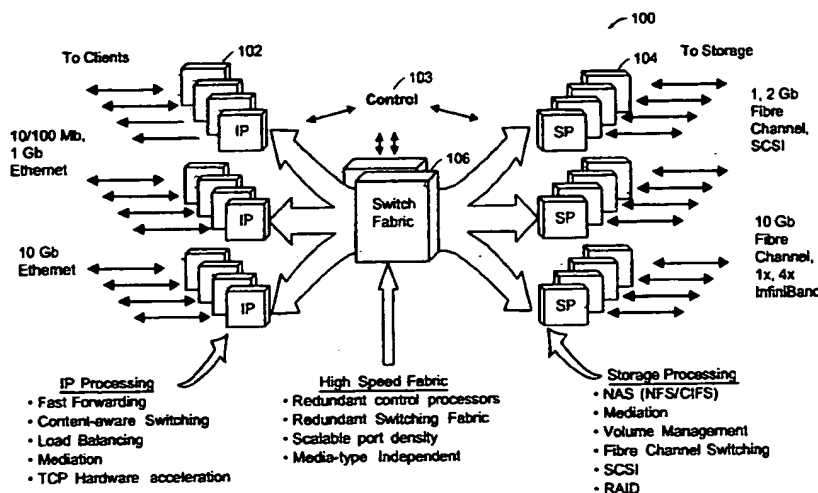 100
To Clients
102
103
Control
104
To Storage
10/100 Mb,
1 Gb
Ethernet
IP
106
SP
1, 2 Gb
Fibre
Channel,
SCSI
IP
Switch
Fabric
SP
10 Gb
Ethernet
IP
SP
10 Gb
Fibre
Channel,
1x, 4x
InfiniBand
IP Processing
• Fast Forwarding
• Content-aware Switching
• Load Balancing
• Mediation
• TCP Hardware acceleration
High Speed Fabric
• Redundant control processors
• Redundant Switching Fabric
• Scalable port density
• Media-type Independent
Storage Processing
• NAS (NFS/CIFS)
• Mediation
• Volume Management
• Fibre Channel Switching
• SCSI
• RAID